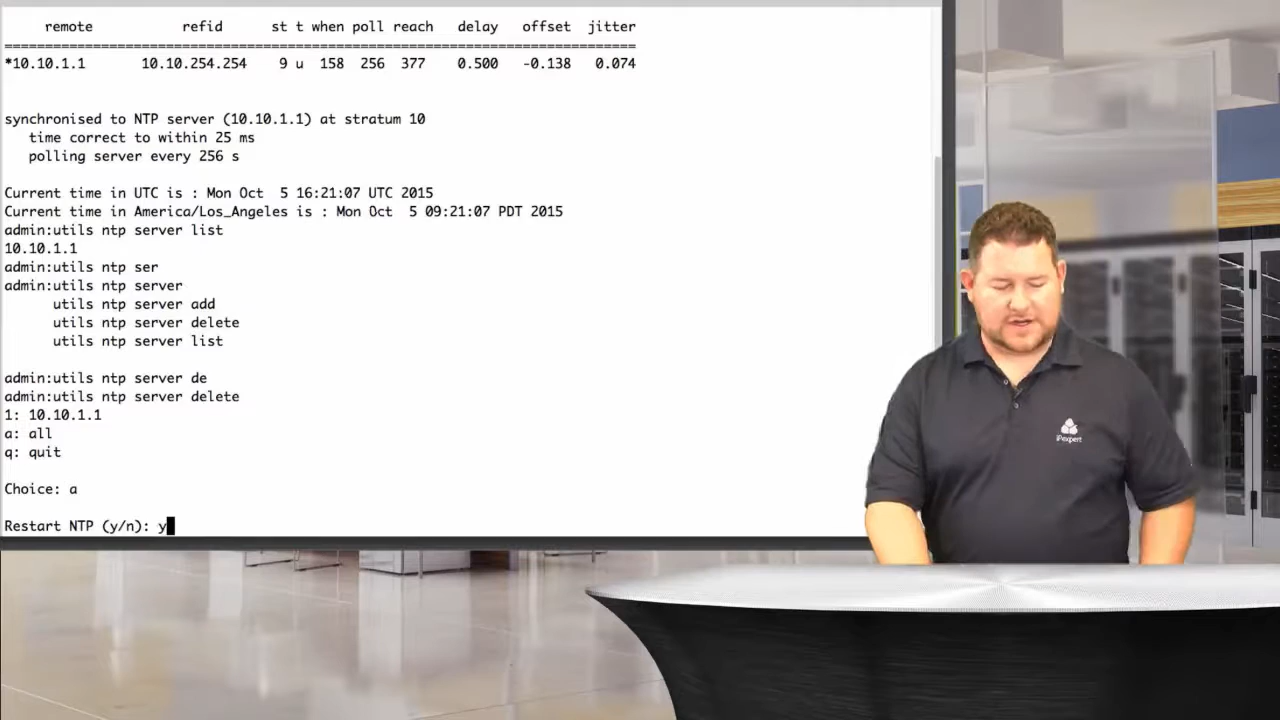 remote refid st t when poll reach delay offset jitter
==============================================================================
*10.10.1.1 10.10.254.254 9 u 158 256 377 0.500 -0.138 0.074
synchronised to NTP server (10.10.1.1) at stratum 10
time correct to within 25 ms
polling server every 256 s
Current time in UTC is : Mon Oct  5 16:21:07 UTC 2015
Current time in America/Los_Angeles is : Mon Oct  5 09:21:07 PDT 2015
admin:utils ntp server list
10.10.1.1
admin:utils ntp ser
admin:utils ntp server
utils ntp server add
utils ntp server delete
utils ntp server list
admin:utils ntp server de
admin:utils ntp server delete
1: 10.10.1.1
a: all
q: quit
Choice: a
Restart NTP (y/n): y
iPexpert